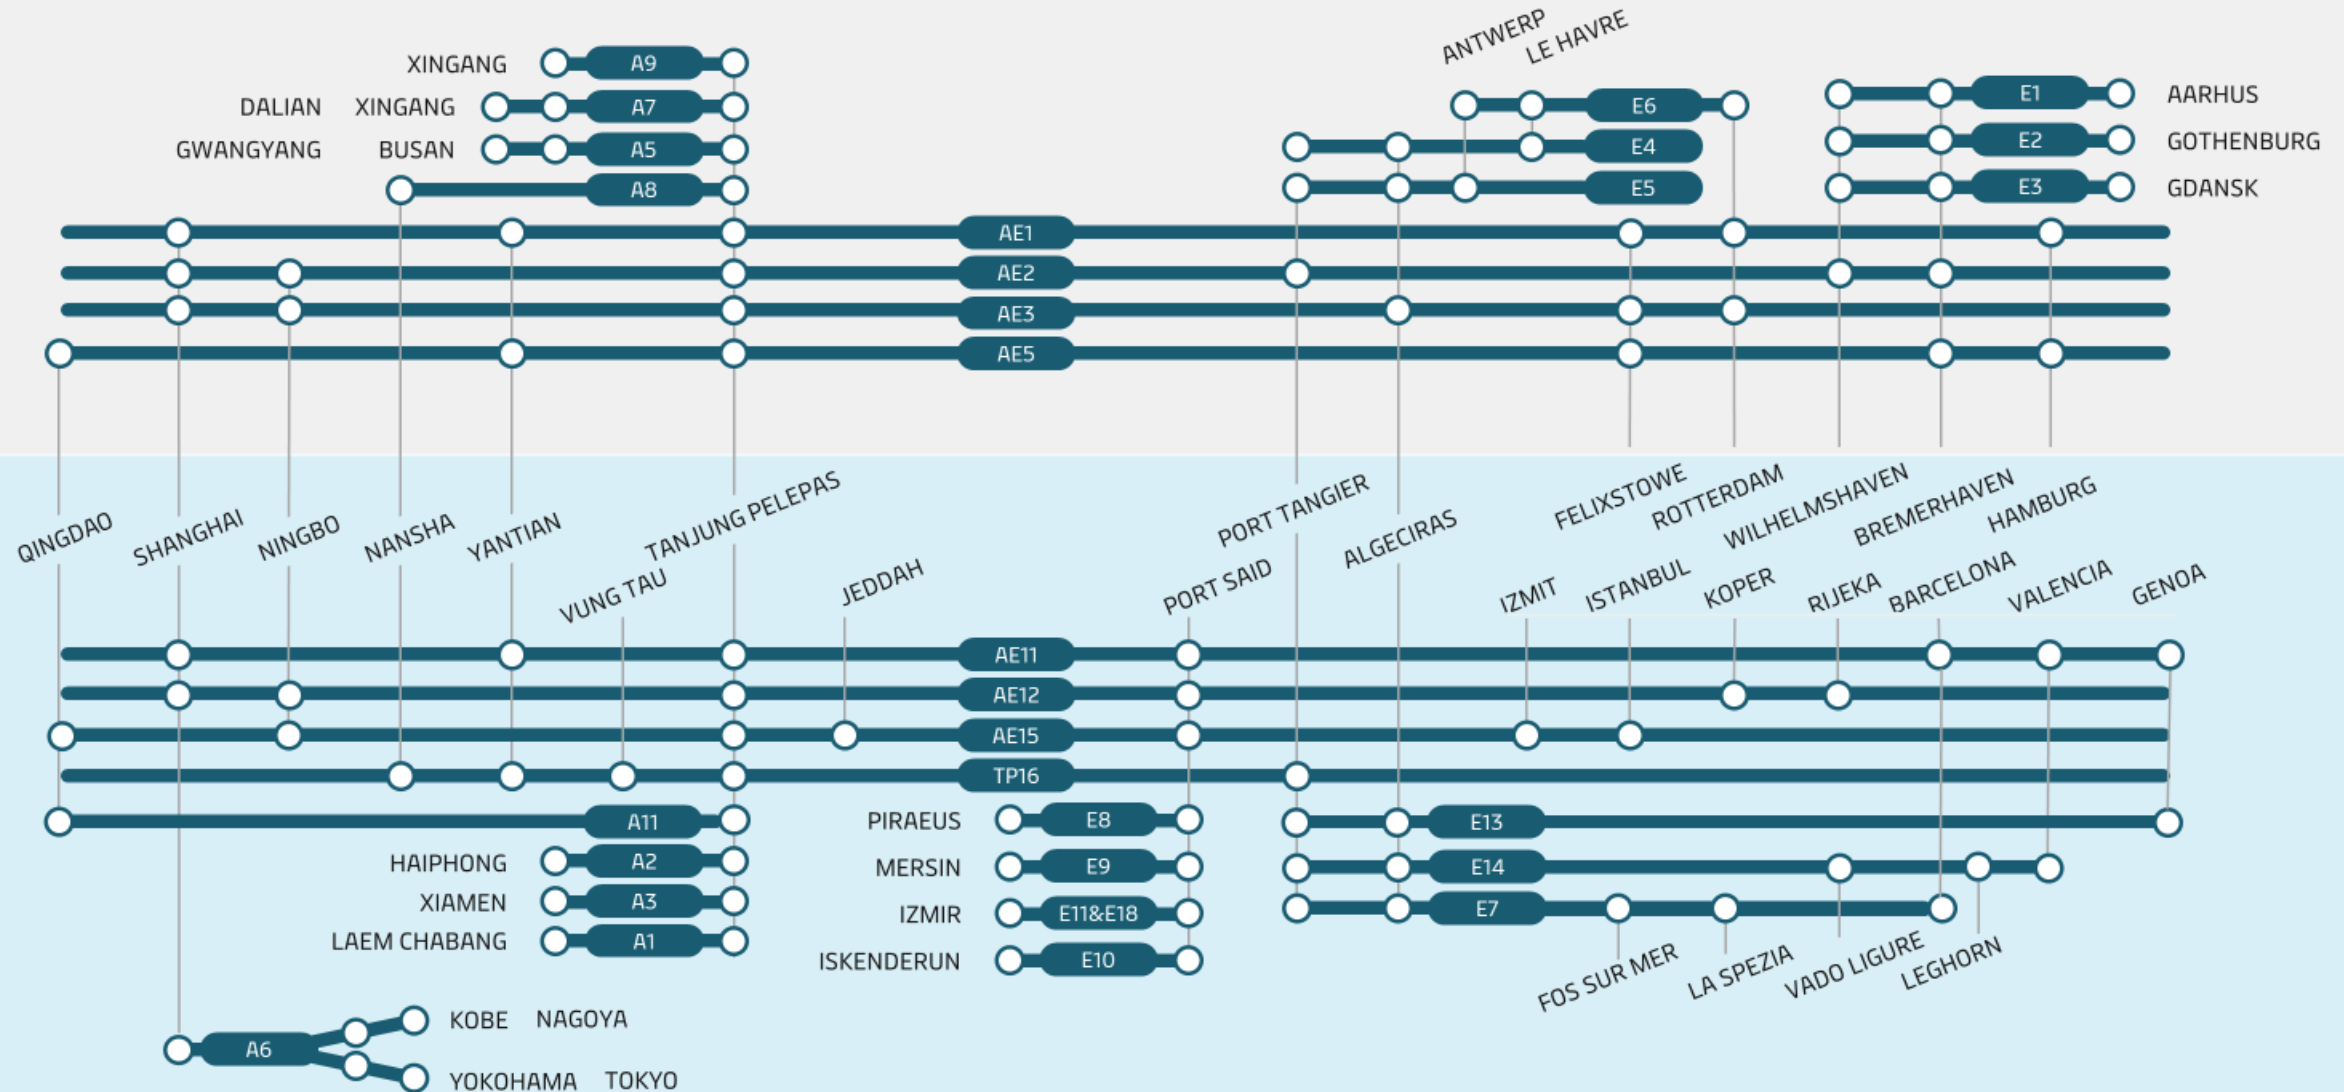 ANTWERP
LE HAVRE
XINGANG A9
DALIAN XINGANG A7
GWANGYANG BUSAN A5
A8
E6
E4
E5
E1 AARHUS
E2 GOTHENBURG
E3 GDANSK
AE1
AE2
AE3
AE5
QINGDAO
SHANGHAI
NINGBO
NANSHA
YANTIAN
VUNG TAU
TANJUNG PELEPAS
JEDDAH
PORT SAID
PORT TANGIER
ALGECIRAS
FELIXSTOWE
ROTTERDAM
WILHELMSHAVEN
BREMERHAVEN
HAMBURG
IZMIT
ISTANBUL
KOPER
RIJEKA
BARCELONA
VALENCIA
GENOA
AE11
AE12
AE15
TP16
A11
HAIPHONG A2
XIAMEN A3
LAEM CHABANG A1
PIRAEUS E8
MERSIN E9
IZMIR E11&E18
ISKENDERUN E10
E13
E14
E7
FOS SUR MER
LA SPEZIA
VADO LIGURE
LEGHORN
A6
KOBE NAGOYA
YOKOHAMA TOKYO